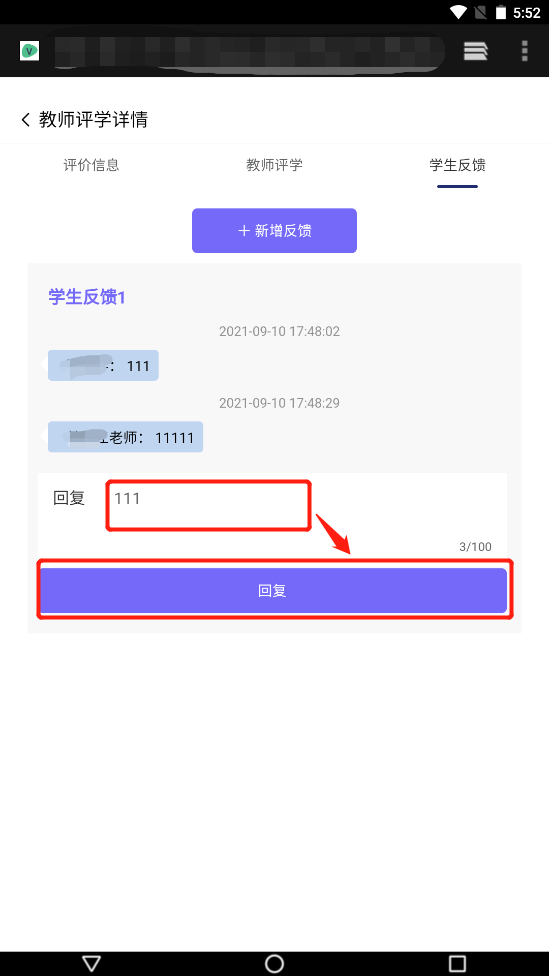 5:52
V
教师评学详情
评价信息
教师评学
学生反馈
+ 新增反馈
学生反馈1
2021-09-10 17:48:02
： 111
2021-09-10 17:48:29
老师： 11111
回复
111
3/100
回复